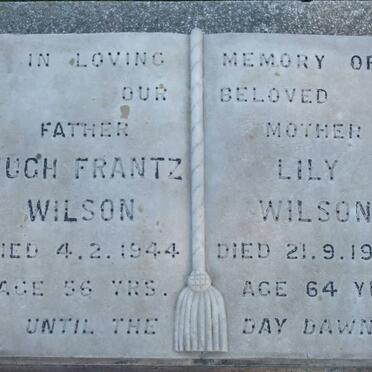 IN LOVING MEMORY OF
OUR BELOVED
FATHER
UGH FRANTZ
WILSON
IED 4.2.1944
AGE 56 YRS.
UNTIL THE
MOTHER
LILY
WILSON
DIED 21.9.19
AGE 64 Y
DAY DAWN